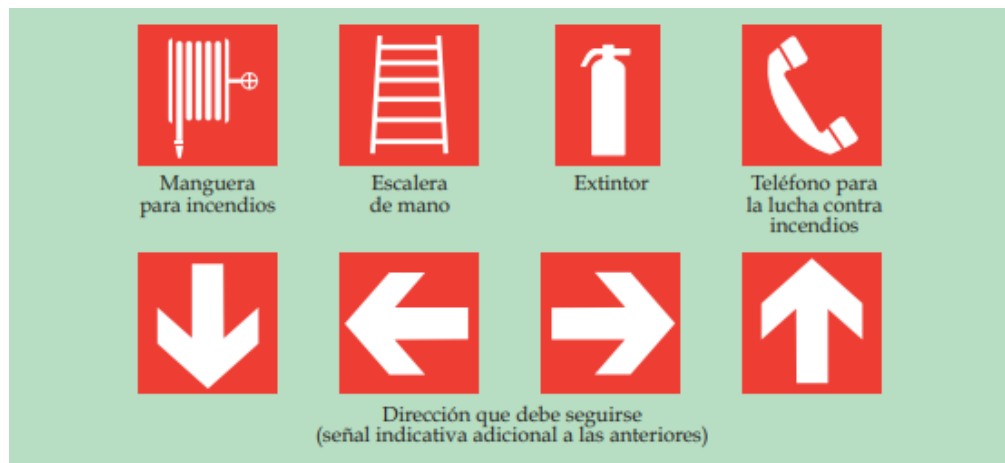 Manguera
para incendios
Escalera
de mano
Extintor
Teléfono para
la lucha contra
incendios
Dirección que debe seguirse
(señal indicativa adicional a las anteriores)